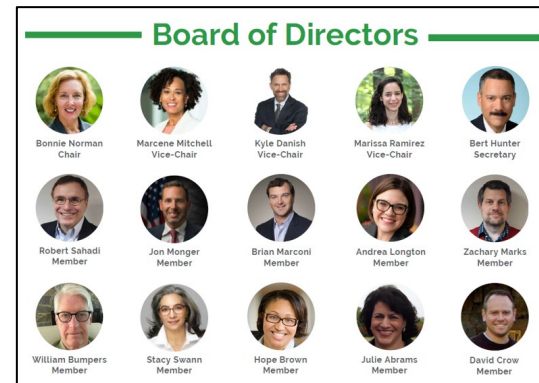 Board of Directors
Bonnie Norman
Chair
Marcene Mitchell
Vice-Chair
Kyle Danish
Vice-Chair
Marissa Ramirez
Vice-Chair
Bert Hunter
Secretary
Robert Sahadi
Member
Jon Monger
Member
Brian Marconi
Member
Andrea Longton
Member
Zachary Marks
Member
William Bumpers
Member
Stacy Swann
Member
Hope Brown
Member
Julie Abrams
Member
David Crow
Member